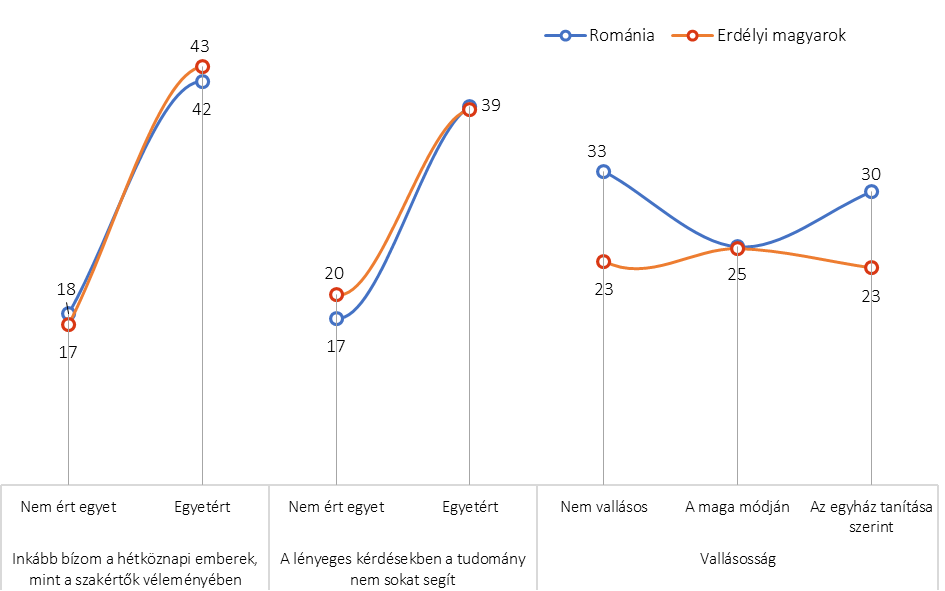 Románia
Erdélyi magyarok
43
42
18
17
39
20
17
33
30
25
23
23
Nem ért egyet
Egyetért
Nem ért egyet
Egyetért
Nem vallásos
A maga módján
Az egyház tanítása
szerint
Inkább bízom a hétköznapi emberek,
mint a szakértők véleményében
A lényeges kérdésekben a tudomány
nem sokat segít
Vallásosság